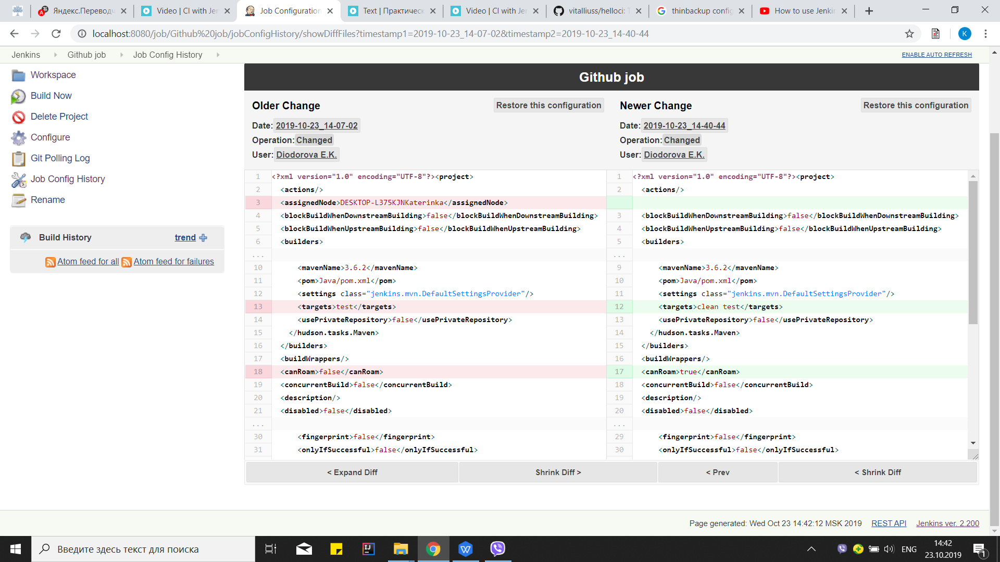 Яндекс.Переводч
Video | CI with Jer
Job Configuration
Text | Практическ
Video | CI with Jer
vitalliuss/helloci: T
thinbackup config
How to use Jenkin
localhost:8080/job/Github%20job/jobConfigHistory/showDiffFiles?timestamp1=2019-10-23_14-07-02&timestamp2=2019-10-23_14-40-44
K
Jenkins
Github job
Job Config History
ENABLE AUTO REFRESH
Workspace
Build Now
Delete Project
Configure
Git Polling Log
Job Config History
Rename
Build History
trend
Atom feed for all
Atom feed for failures
Github job
Older Change
Restore this configuration
Date: 2019-10-23_14-07-02
Operation: Changed
User: Diodorova E.K.
Newer Change
Restore this configuration
Date: 2019-10-23_14-40-44
Operation: Changed
User: Diodorova E.K.
1 <?xml version="1.0" encoding="UTF-8"?><project>
2 <actions/>
3 <assignedNode>DESKTOP-L375KJNKaterinka</assignedNode>
4 <blockBuildWhenDownstreamBuilding>false</blockBuildWhenDownstreamBuilding>
5 <blockBuildWhenUpstreamBuilding>false</blockBuildWhenUpstreamBuilding>
6 <builders>
...
10 <mavenName>3.6.2</mavenName>
11 <pom>Java/pom.xml</pom>
12 <settings class="jenkins.mvn.DefaultSettingsProvider"/>
13 <targets>test</targets>
14 <usePrivateRepository>false</usePrivateRepository>
15 </hudson.tasks.Maven>
16 </builders>
17 <buildWrappers/>
18 <canRoam>false</canRoam>
19 <concurrentBuild>false</concurrentBuild>
20 <description/>
21 <disabled>false</disabled>
...
30 <fingerprint>false</fingerprint>
31 <onlyIfSuccessful>false</onlyIfSuccessful>
1 <?xml version="1.0" encoding="UTF-8"?><project>
2 <actions/>
3 <blockBuildWhenDownstreamBuilding>false</blockBuildWhenDownstreamBuilding>
4 <blockBuildWhenUpstreamBuilding>false</blockBuildWhenUpstreamBuilding>
5 <builders>
...
9 <mavenName>3.6.2</mavenName>
10 <pom>Java/pom.xml</pom>
11 <settings class="jenkins.mvn.DefaultSettingsProvider"/>
12 <targets>clean test</targets>
13 <usePrivateRepository>false</usePrivateRepository>
14 </hudson.tasks.Maven>
15 </builders>
16 <buildWrappers/>
17 <canRoam>true</canRoam>
18 <concurrentBuild>false</concurrentBuild>
19 <description/>
20 <disabled>false</disabled>
...
29 <fingerprint>false</fingerprint>
30 <onlyIfSuccessful>false</onlyIfSuccessful>
< Expand Diff
Shrink Diff >
< Prev
< Shrink Diff
Page generated: Wed Oct 23 14:42:12 MSK 2019
REST API
Jenkins ver. 2.200
Введите здесь текст для поиска
ENG
14:42
23.10.2019
1